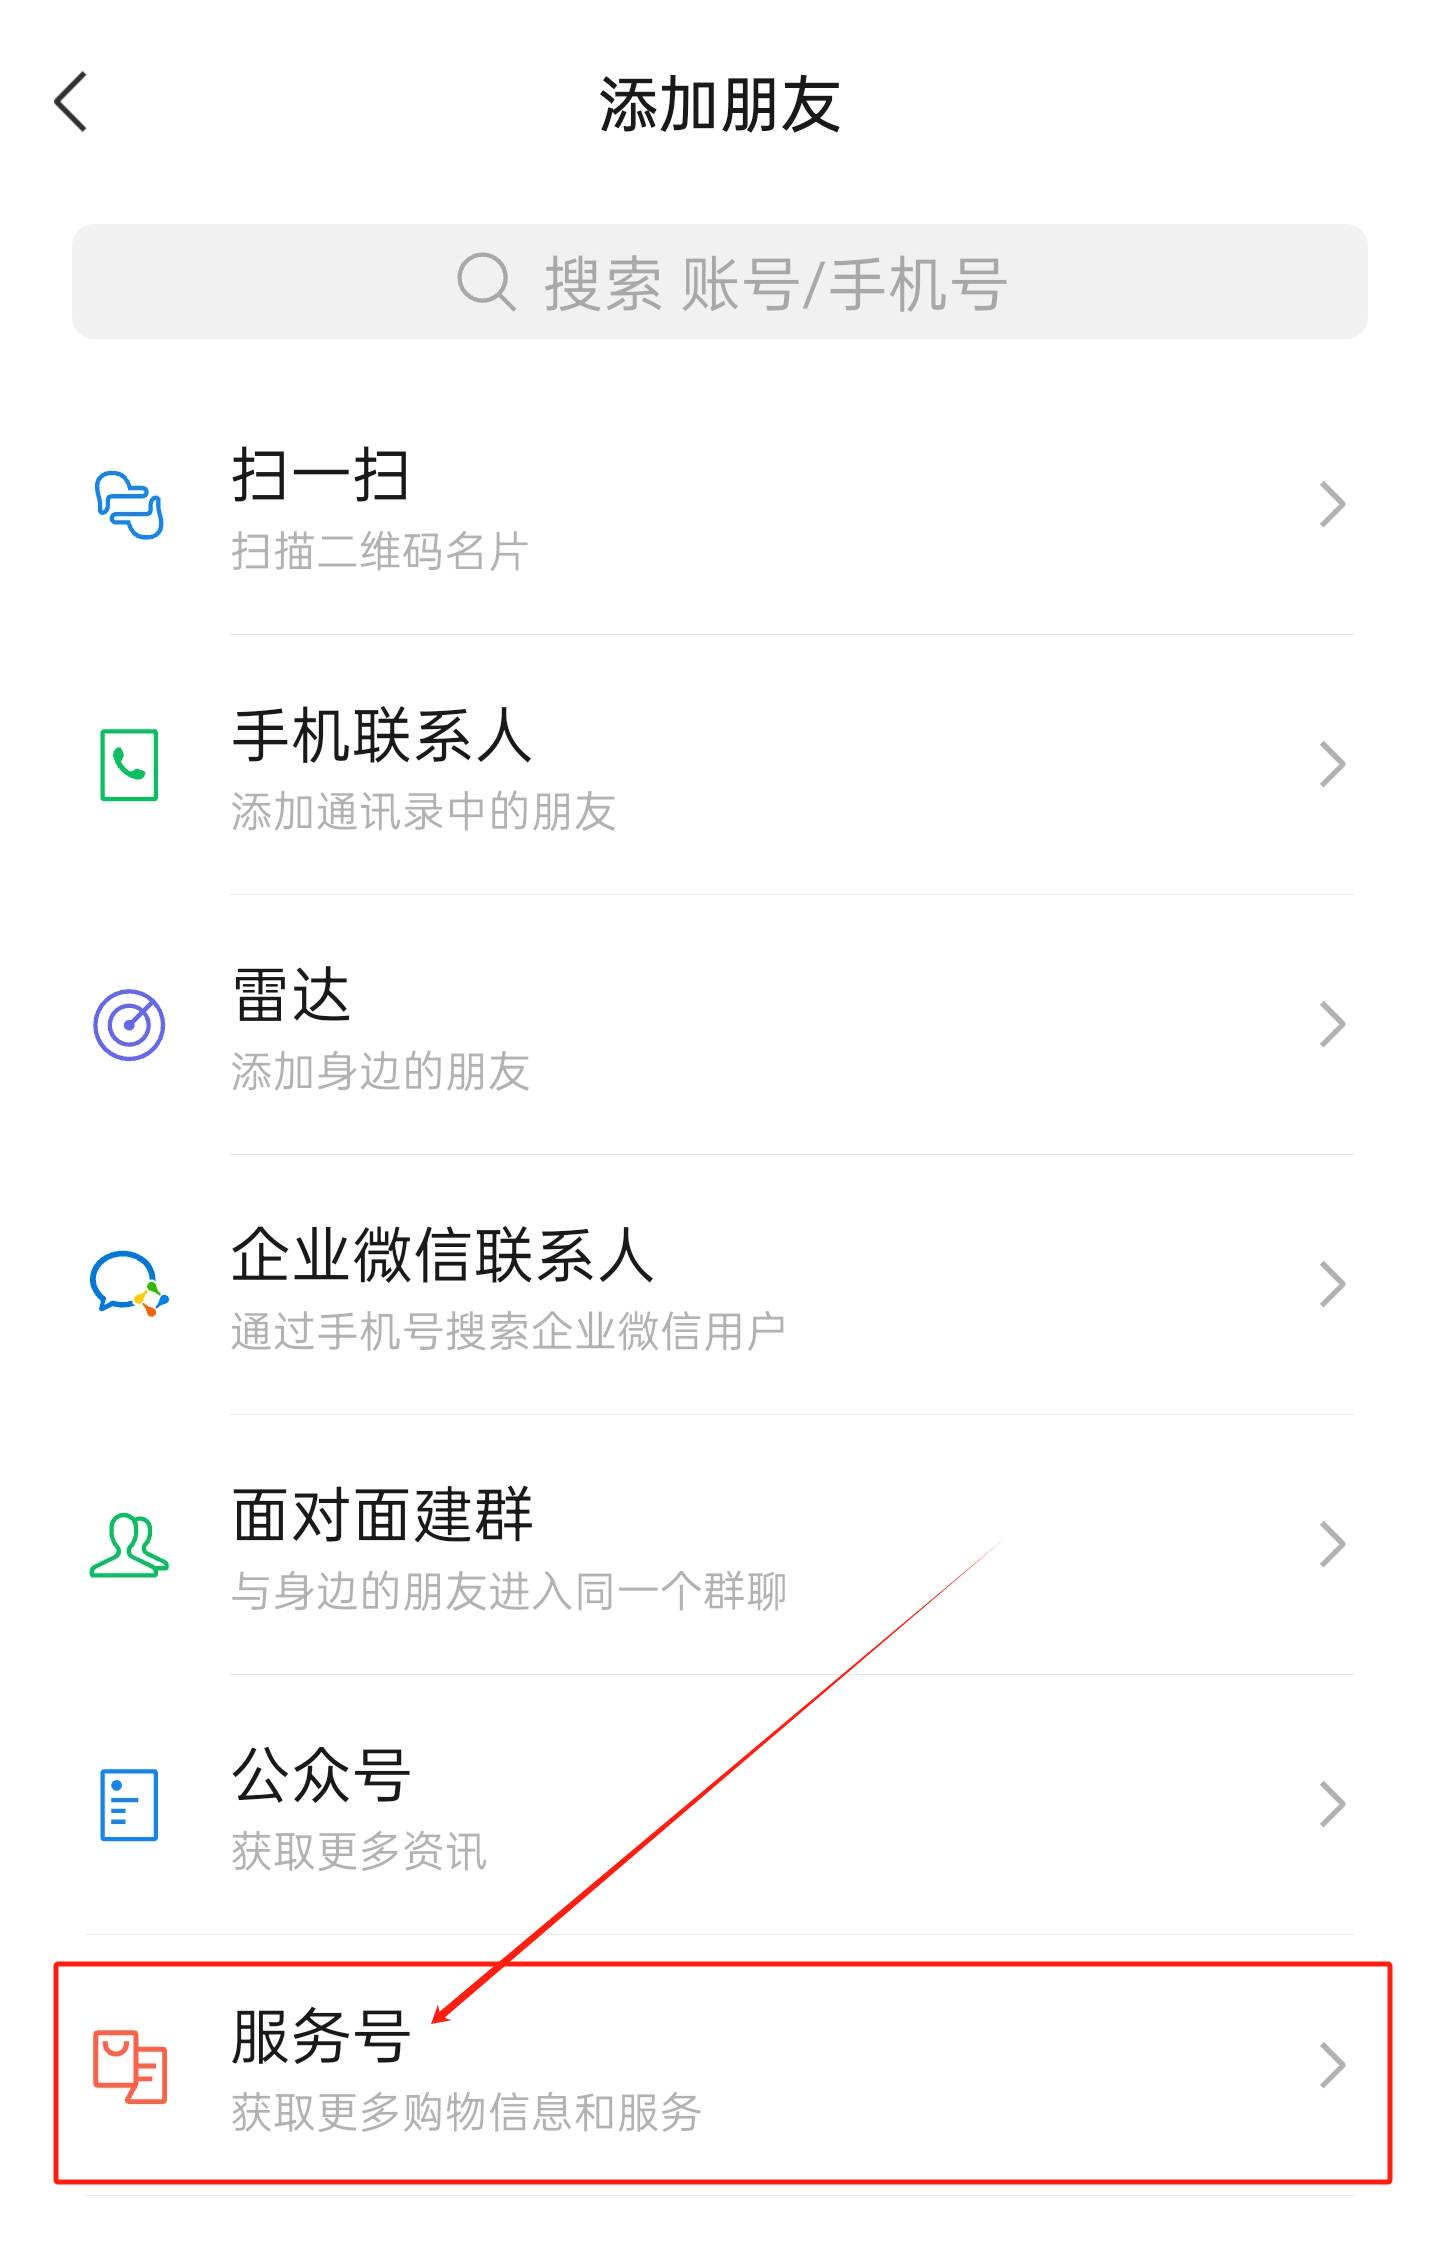 添加朋友
搜索 账号/手机号
扫一扫
扫描二维码名片
手机联系人
添加通讯录中的朋友
雷达
添加身边的朋友
企业微信联系人
通过手机号搜索企业微信用户
面对面建群
与身边的朋友进入同一个群聊
公众号
获取更多资讯
服务号
获取更多购物信息和服务